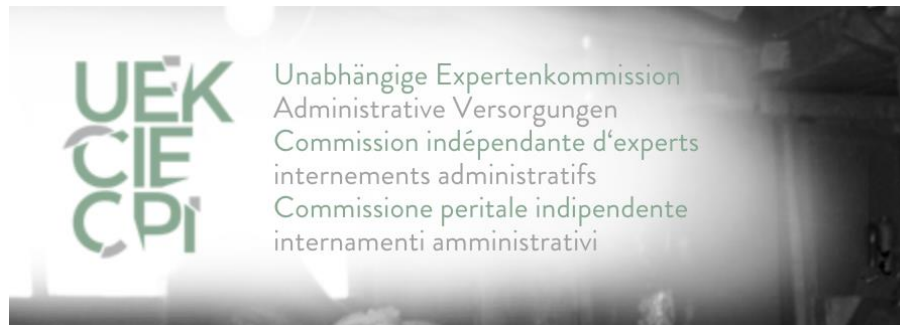 UEK
CIE
CPI
Unabhängige Expertenkommission
Administrative Versorgungen
Commission indépendante d‘experts
internements administratifs
Commissione peritale indipendente
internamenti amministrativi